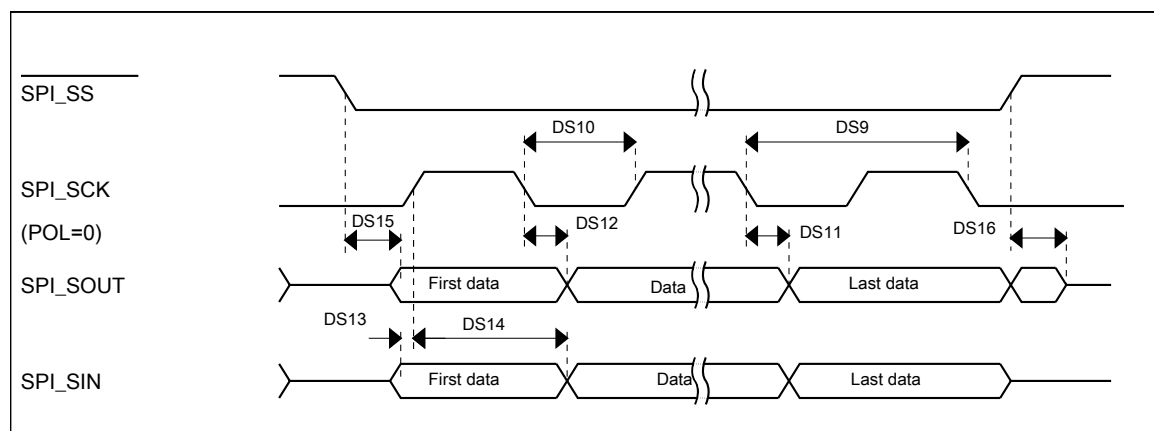 SPI_SS
DS10
DS9
SPI_SCK
(POL=0)
DS15
DS12
DS11
DS16
SPI_SOUT
First data
Data
Last data
DS13
DS14
SPI_SIN
First data
Data
Last data